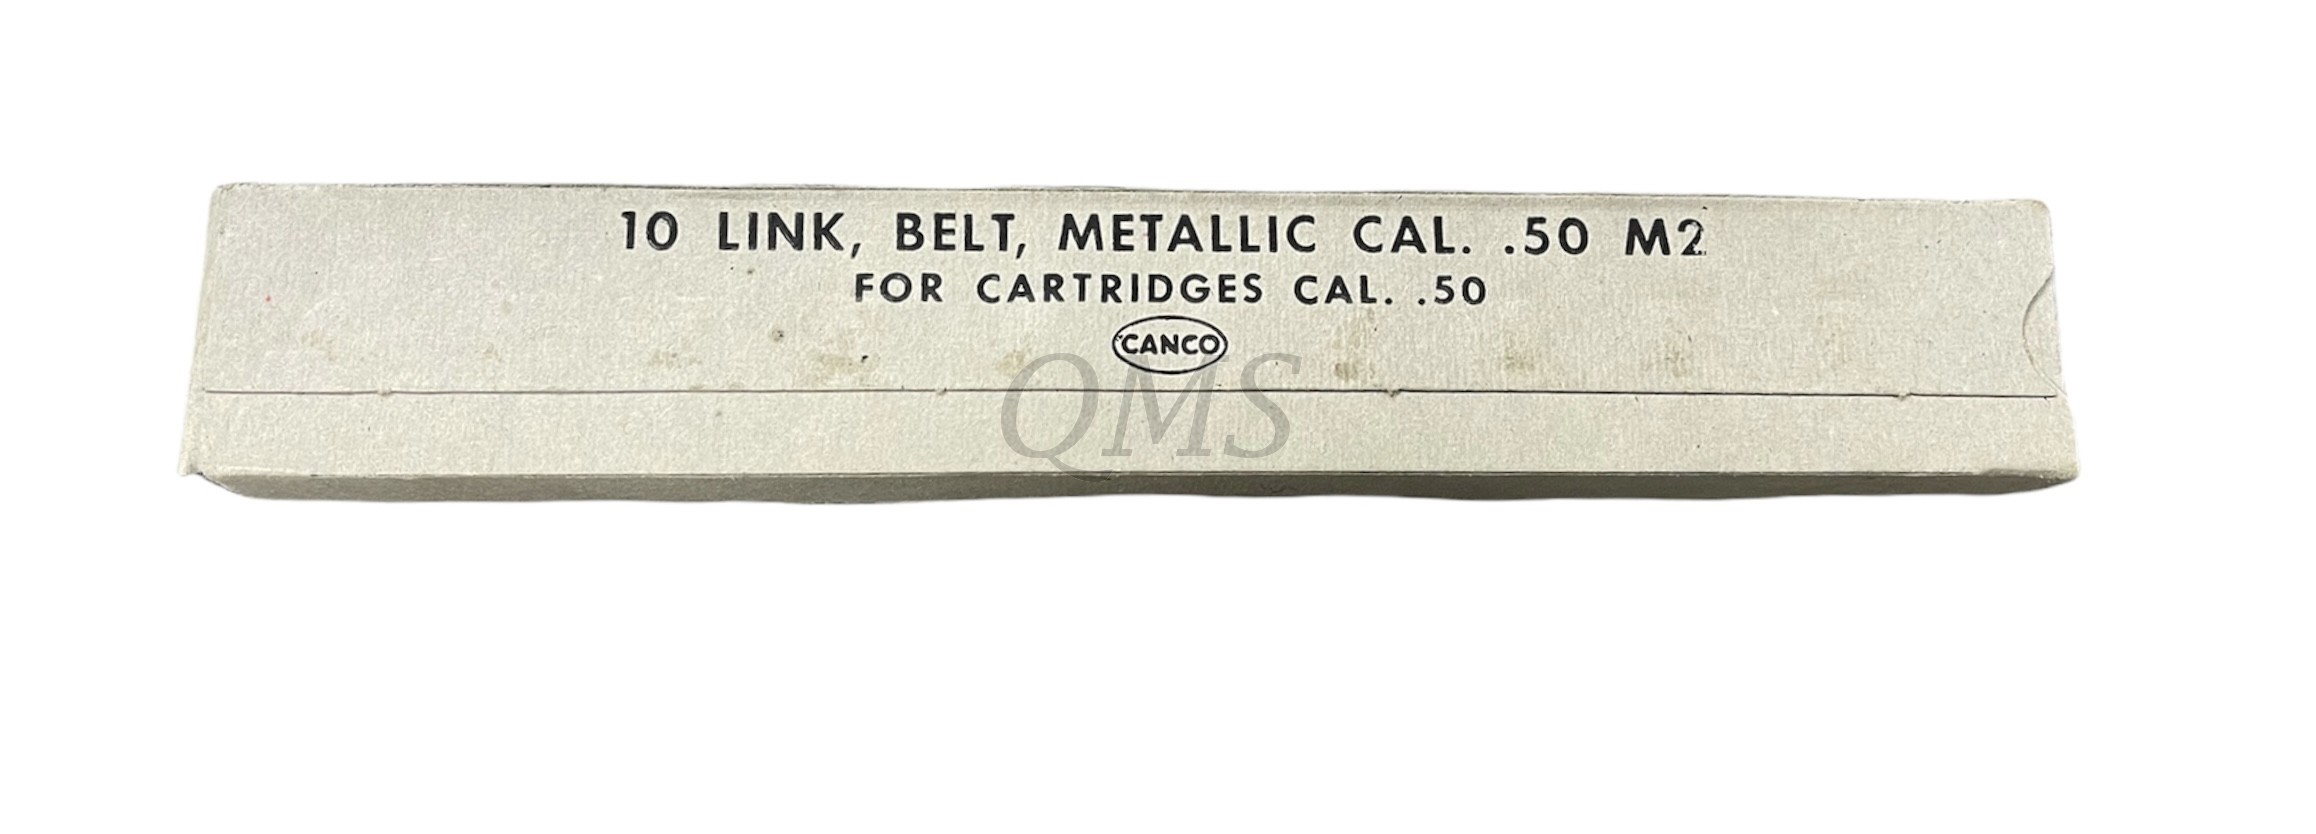 10 LINK, BELT, METALLIC CAL. .50 M2
FOR CARTRIDGES CAL. .50
CANCO
QMS